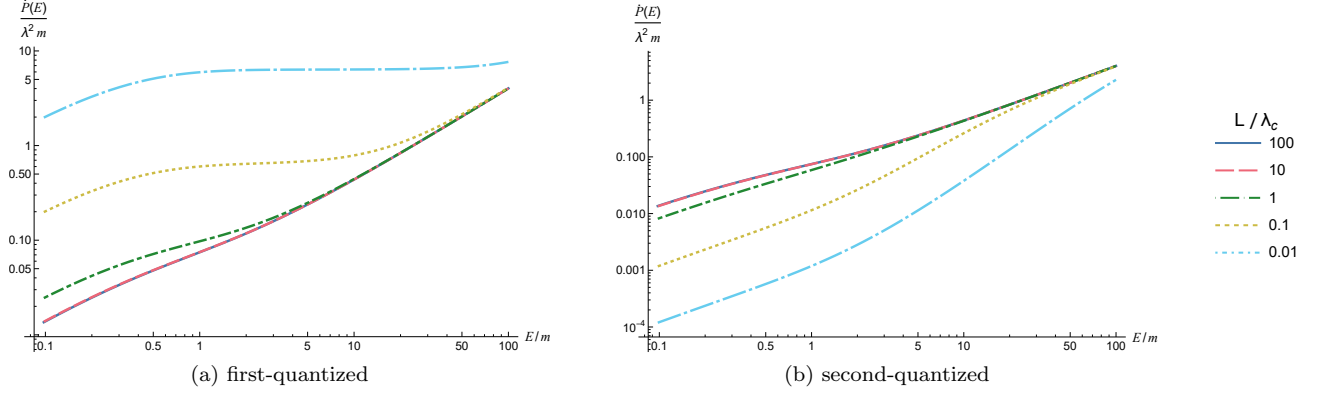 Ṗ(E)
λ² m
10
5
1
0.50
0.10
0.05
0.1 0.5 1 5 10 50 100
E/m
(a) first-quantized
Ṗ(E)
λ² m
1
0.100
0.010
0.001
10⁻⁴
0.1 0.5 1 5 10 50 100
E/m
(b) second-quantized
L / λc
100
10
1
0.1
0.01